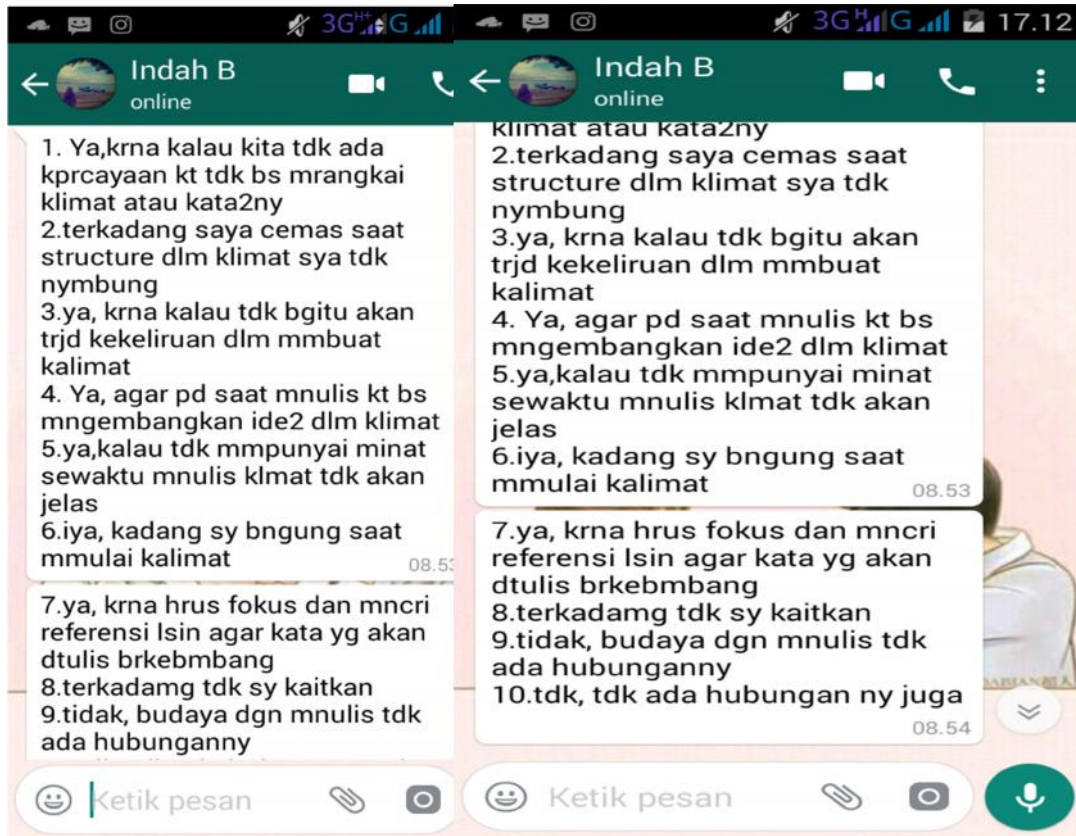 3G H+ G
Indah B
online
1. Ya,krna kalau kita tdk ada
kprcayaan kt tdk bs mrangkai
klimat atau kata2ny
2.terkadang saya cemas saat
structure dlm klimat sya tdk
nymbung
3.ya, krna kalau tdk bgitu akan
trjd kekeliruan dlm mmbuat
kalimat
4. Ya, agar pd saat mnulis kt bs
mngembangkan ide2 dlm klimat
5.ya,kalau tdk mmpunyai minat
sewaktu mnulis klmat tdk akan
jelas
6.iya, kadang sy bngung saat
mmulai kalimat
08.53
7.ya, krna hrus fokus dan mncri
referensi lsin agar kata yg akan
dtulis brkebmbang
8.terkadamg tdk sy kaitkan
9.tidak, budaya dgn mnulis tdk
ada hubunganny
Ketik pesan
3G H G 17.12
Indah B
online
klimat atau kata2ny
2.terkadang saya cemas saat
structure dlm klimat sya tdk
nymbung
3.ya, krna kalau tdk bgitu akan
trjd kekeliruan dlm mmbuat
kalimat
4. Ya, agar pd saat mnulis kt bs
mngembangkan ide2 dlm klimat
5.ya,kalau tdk mmpunyai minat
sewaktu mnulis klmat tdk akan
jelas
6.iya, kadang sy bngung saat
mmulai kalimat
08.53
7.ya, krna hrus fokus dan mncri
referensi lsin agar kata yg akan
dtulis brkebmbang
8.terkadamg tdk sy kaitkan
9.tidak, budaya dgn mnulis tdk
ada hubunganny
10.tdk, tdk ada hubungan ny juga
08.54
Ketik pesan